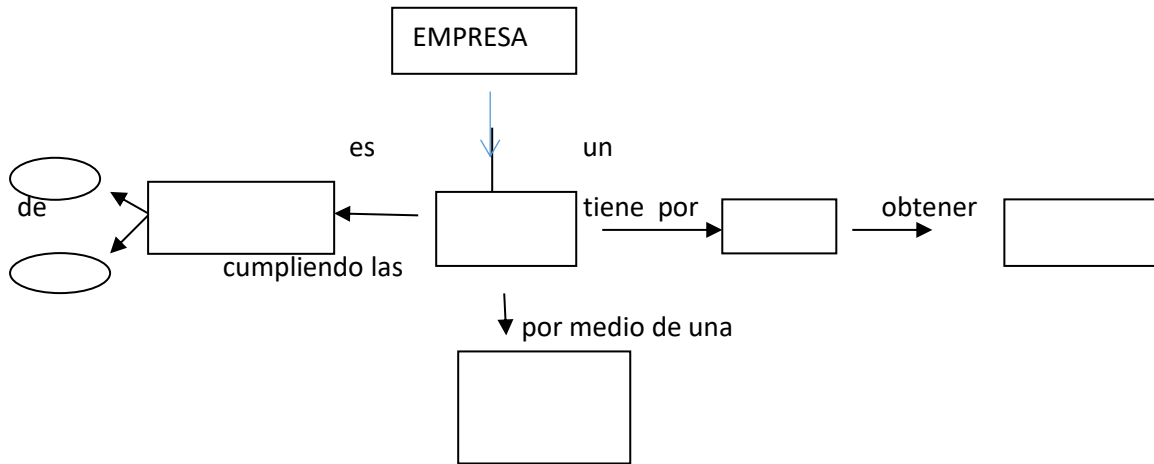 EMPRESA
es un
de tiene por obtener
cumpliendo las
por medio de una